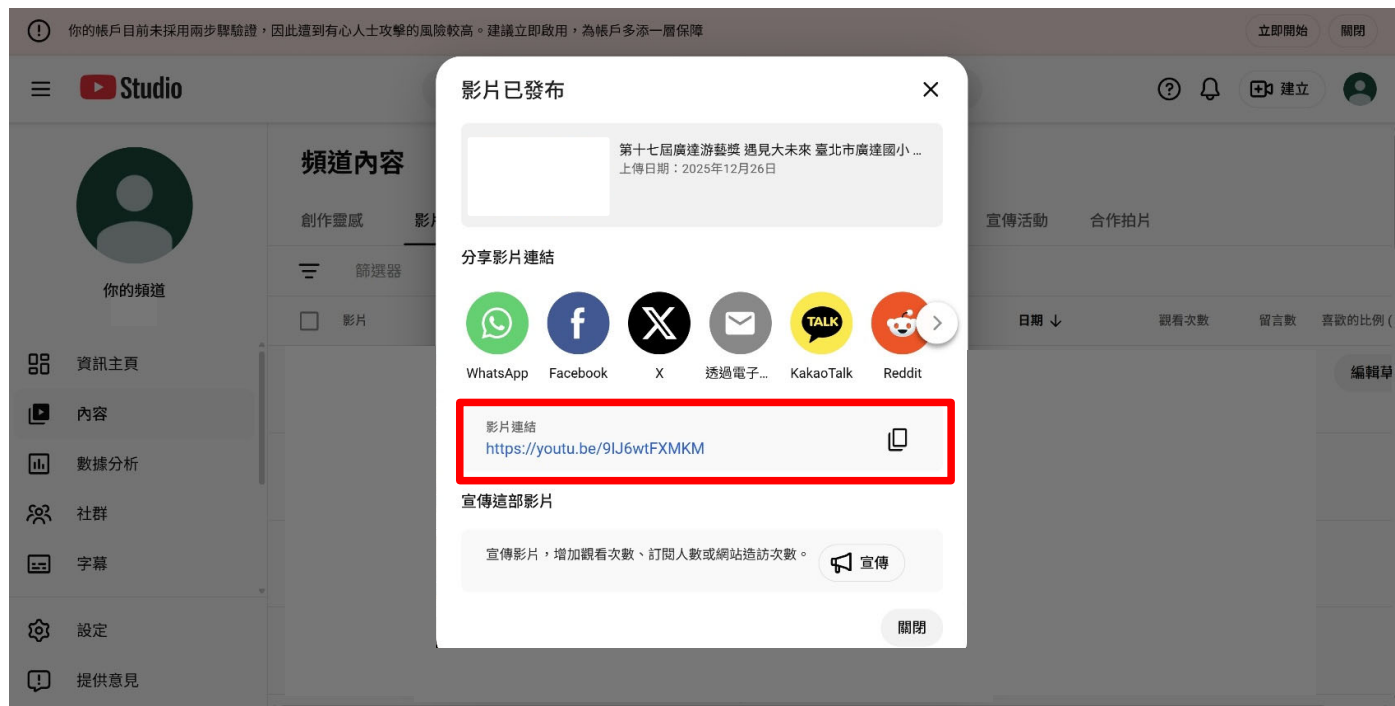 你的帳戶目前未採用兩步驟驗證，因此遭到有心人士攻擊的風險較高。建議立即啟用，為帳戶多添一層保障
立即開始
關閉
Studio
建立
你的頻道
資訊主頁
內容
數據分析
社群
字幕
設定
提供意見
頻道內容
創作靈感
影片
宣傳活動
合作拍片
篩選器
影片
日期
觀看次數
留言數
喜歡的比例 (
編輯草
影片已發布
第十七屆廣達游藝獎 遇見大未來 臺北市廣達國小 ...
上傳日期：2025年12月26日
分享影片連結
WhatsApp
Facebook
X
透過電子...
TALK
KakaoTalk
Reddit
影片連結
https://youtu.be/9IJ6wtFXMKM
宣傳這部影片
宣傳影片，增加觀看次數、訂閱人數或網站造訪次數。
宣傳
關閉